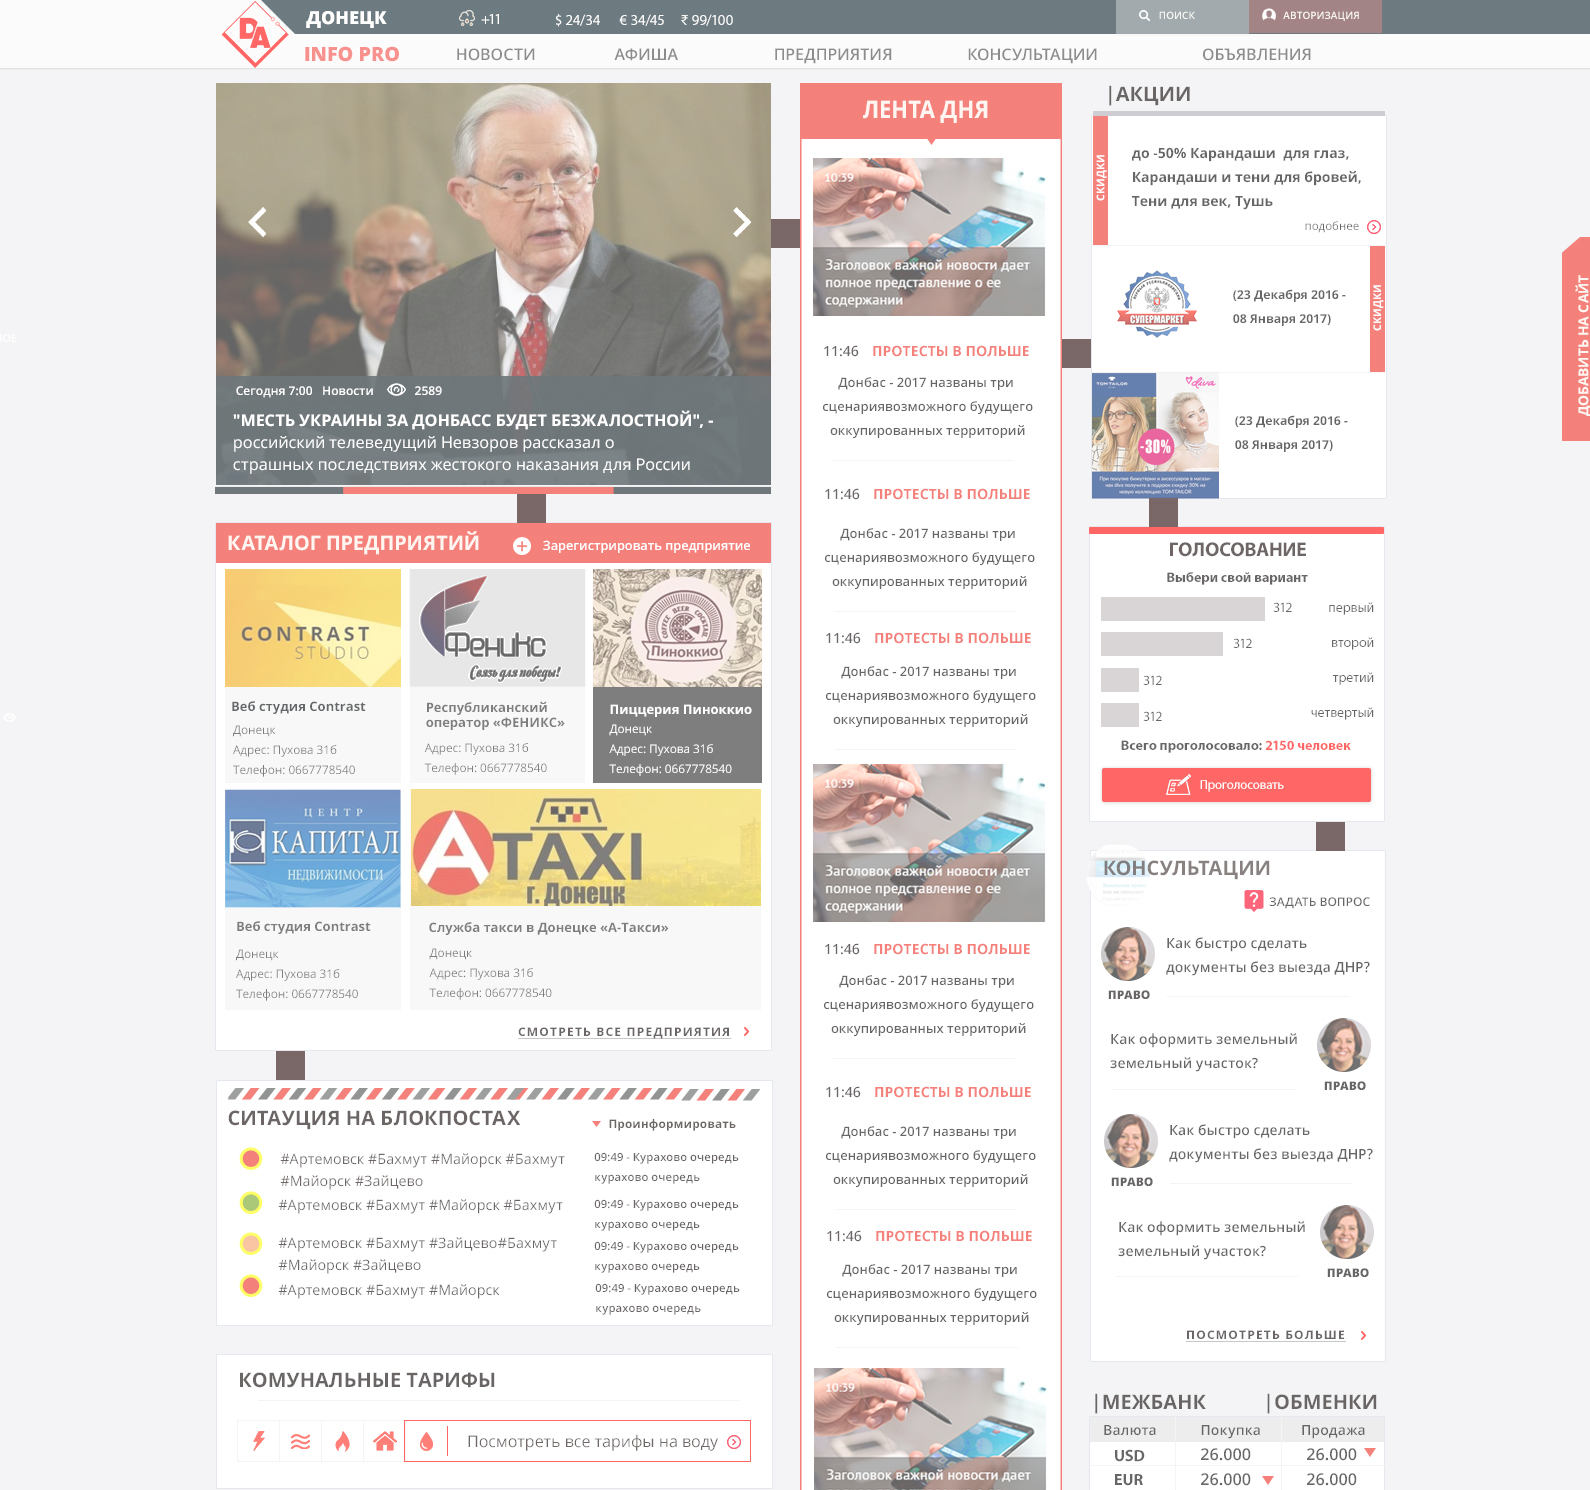 DA
ДОНЕЦК
INFO PRO
+11
$ 24/34
€ 34/45
₹ 99/100
ПОИСК
АВТОРИЗАЦИЯ
НОВОСТИ
АФИША
ПРЕДПРИЯТИЯ
КОНСУЛЬТАЦИИ
ОБЪЯВЛЕНИЯ
Сегодня 7:00 Новости 2589
"МЕСТЬ УКРАИНЫ ЗА ДОНБАСС БУДЕТ БЕЗЖАЛОСТНОЙ", -
российский телеведущий Невзоров рассказал о
страшных последствиях жестокого наказания для России
КАТАЛОГ ПРЕДПРИЯТИЙ
Зарегистрировать предприятие
CONTRAST
STUDIO
Веб студия Contrast
Донецк
Адрес: Пухова 31б
Телефон: 0667778540
Феникс
Связь для победы!
Республиканский
оператор «ФЕНИКС»
Адрес: Пухова 31б
Телефон: 0667778540
COFFEE BEER COCKTAIL
Пиноккио
Пиццерия Пиноккио
Донецк
Адрес: Пухова 31б
Телефон: 0667778540
ЦЕНТР
КАПИТАЛ
НЕДВИЖИМОСТИ
Веб студия Contrast
Донецк
Адрес: Пухова 31б
Телефон: 0667778540
А TAXI
г. Донецк
Служба такси в Донецке «А-Такси»
Донецк
Адрес: Пухова 31б
Телефон: 0667778540
СМОТРЕТЬ ВСЕ ПРЕДПРИЯТИЯ
СИТАУЦИЯ НА БЛОКПОСТАХ
Проинформировать
#Артемовск #Бахмут #Майорск #Бахмут
#Майорск #Зайцево
#Артемовск #Бахмут #Майорск #Бахмут
#Артемовск #Бахмут #Зайцево#Бахмут
#Майорск #Зайцево
#Артемовск #Бахмут #Майорск
09:49 - Курахово очередь
курахово очередь
09:49 - Курахово очередь
курахово очередь
09:49 - Курахово очередь
курахово очередь
09:49 - Курахово очередь
курахово очередь
КОМУНАЛЬНЫЕ ТАРИФЫ
Посмотреть все тарифы на воду
ЛЕНТА ДНЯ
10:39
Заголовок важной новости дает
полное представление о ее
содержании
11:46 ПРОТЕСТЫ В ПОЛЬШЕ
Донбас - 2017 названы три
сценариявозможного будущего
оккупированных территорий
11:46 ПРОТЕСТЫ В ПОЛЬШЕ
Донбас - 2017 названы три
сценариявозможного будущего
оккупированных территорий
11:46 ПРОТЕСТЫ В ПОЛЬШЕ
Донбас - 2017 названы три
сценариявозможного будущего
оккупированных территорий
10:39
Заголовок важной новости дает
полное представление о ее
содержании
11:46 ПРОТЕСТЫ В ПОЛЬШЕ
Донбас - 2017 названы три
сценариявозможного будущего
оккупированных территорий
11:46 ПРОТЕСТЫ В ПОЛЬШЕ
Донбас - 2017 названы три
сценариявозможного будущего
оккупированных территорий
11:46 ПРОТЕСТЫ В ПОЛЬШЕ
Донбас - 2017 названы три
сценариявозможного будущего
оккупированных территорий
10:39
Заголовок важной новости дает
|АКЦИИ
СКИДКИ
до -50% Карандаши для глаз,
Карандаши и тени для бровей,
Тени для век, Тушь
подобнее
СУПЕРМАРКЕТ
(23 Декабря 2016 -
08 Января 2017)
СКИДКИ
TOM TAILOR
diva
-30%
(23 Декабря 2016 -
08 Января 2017)
ДОБАВИТЬ НА САЙТ
ГОЛОСОВАНИЕ
Выбери свой вариант
312 первый
312 второй
312 третий
312 четвертый
Всего проголосовало: 2150 человек
Проголосовать
КОНСУЛЬТАЦИИ
ЗАДАТЬ ВОПРОС
Как быстро сделать
документы без выезда ДНР?
ПРАВО
Как оформить земельный
земельный участок?
ПРАВО
Как быстро сделать
документы без выезда ДНР?
ПРАВО
Как оформить земельный
земельный участок?
ПРАВО
ПОСМОТРЕТЬ БОЛЬШЕ
|МЕЖБАНК
|ОБМЕНКИ
Валюта Покупка Продажа
USD 26.000 26.000
EUR 26.000 26.000